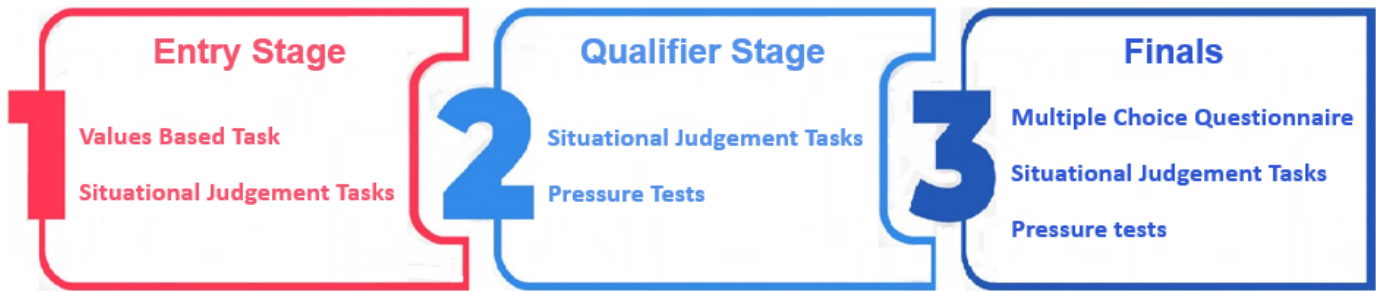 Entry Stage
1
Values Based Task
Situational Judgement Tasks
Qualifier Stage
2
Situational Judgement Tasks
Pressure Tests
Finals
3
Multiple Choice Questionnaire
Situational Judgement Tasks
Pressure tests